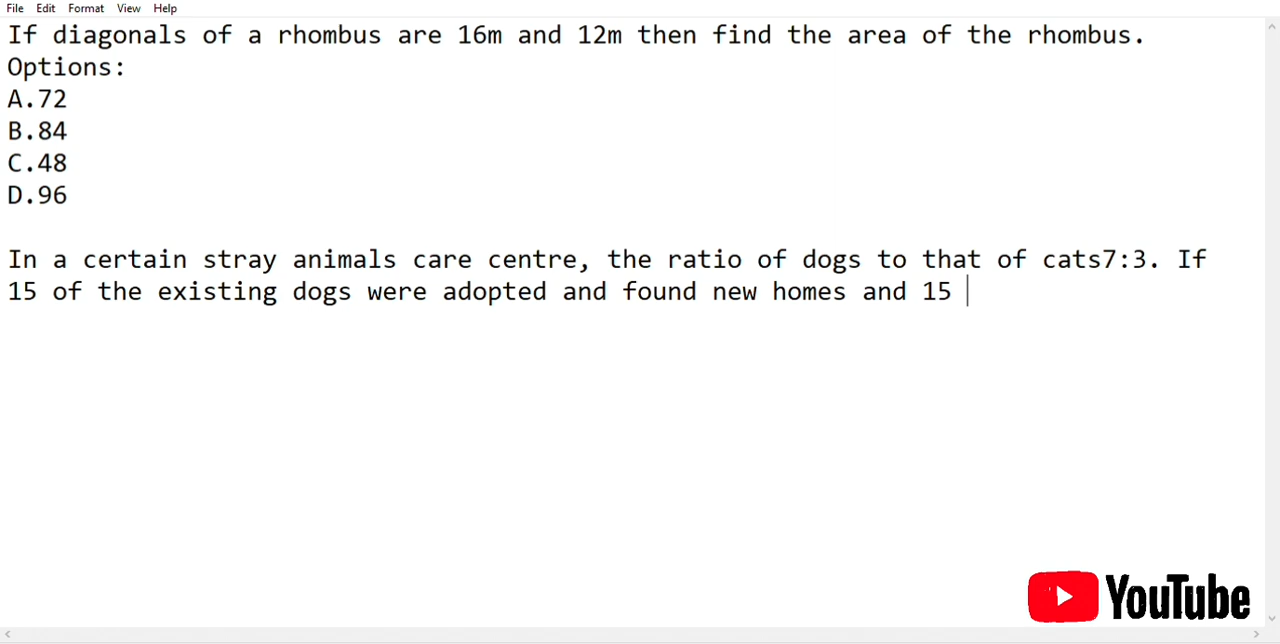 File Edit Format View Help
If diagonals of a rhombus are 16m and 12m then find the area of the rhombus.
Options:
A.72
B.84
C.48
D.96
In a certain stray animals care centre, the ratio of dogs to that of cats7:3. If
15 of the existing dogs were adopted and found new homes and 15
YouTube